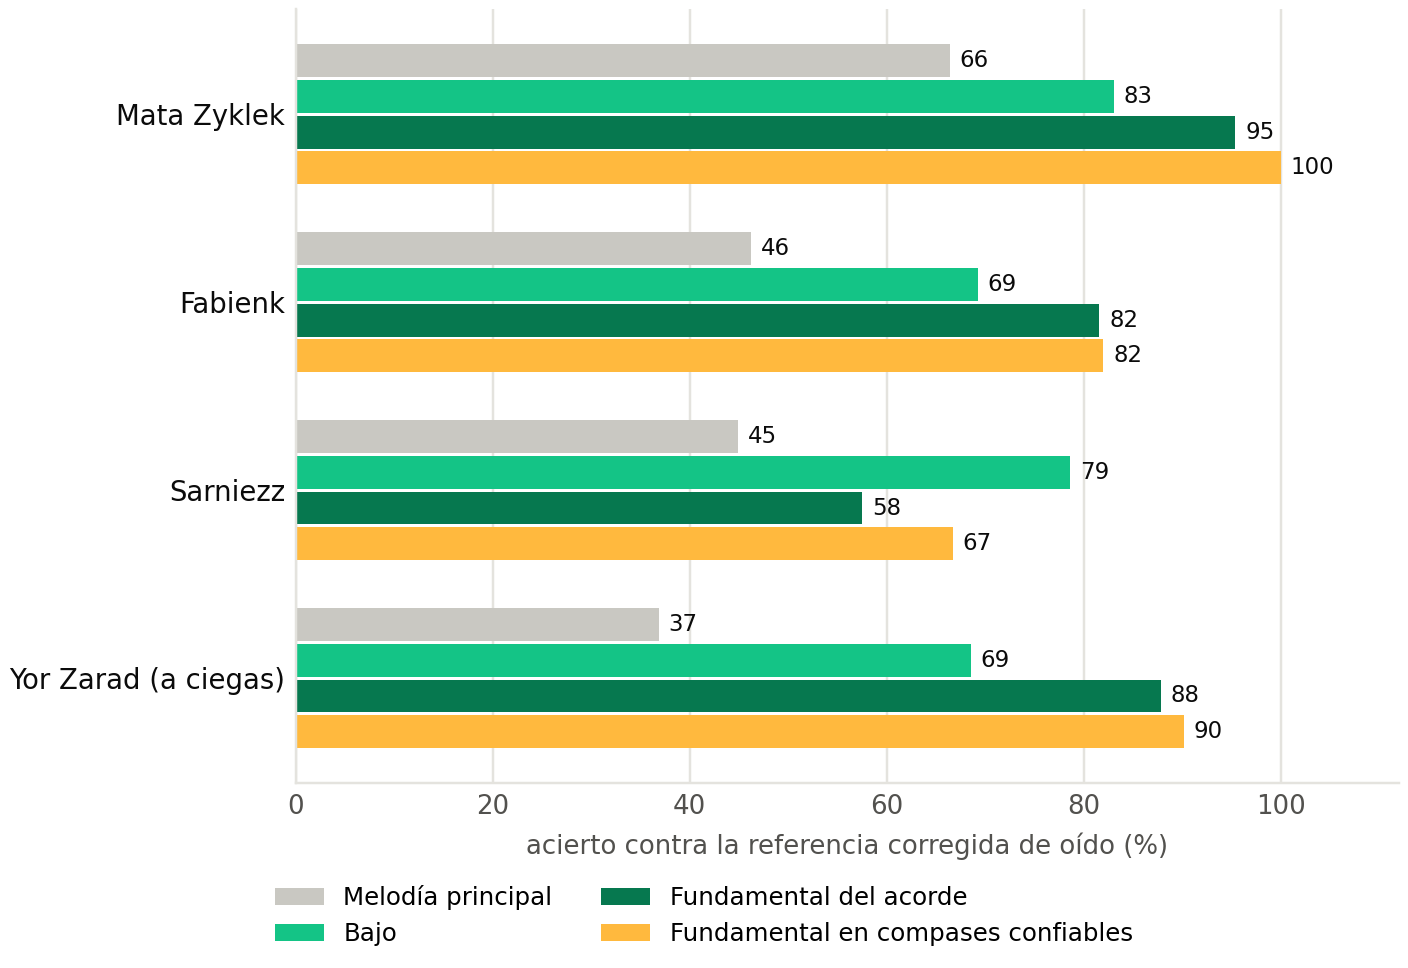 66
83
Mata Zyklek
95
100
46
69
Fabienk
82
82
45
79
Sarniezz
58
67
37
69
Yor Zarad (a ciegas)
88
90
0 20 40 60 80 100
acierto contra la referencia corregida de oído (%)
Melodía principal
Bajo
Fundamental del acorde
Fundamental en compases confiables